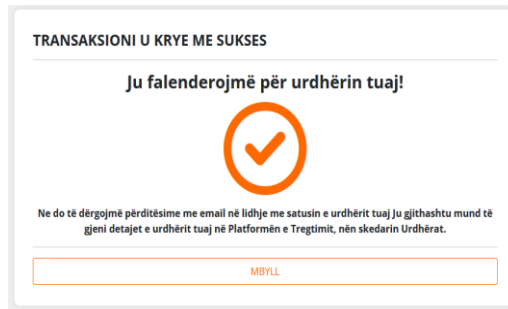 TRANSAKSIONI U KRYE ME SUKSES
Ju falenderojmë për urdhërin tuaj!
Ne do të dërgojmë përditësime me email në lidhje me satusin e urdhërit tuaj Ju gjithashtu mund të
gjeni detajet e urdhërit tuaj në Platformën e Tregtimit, nën skedarin Urdhërat.
MBYLL